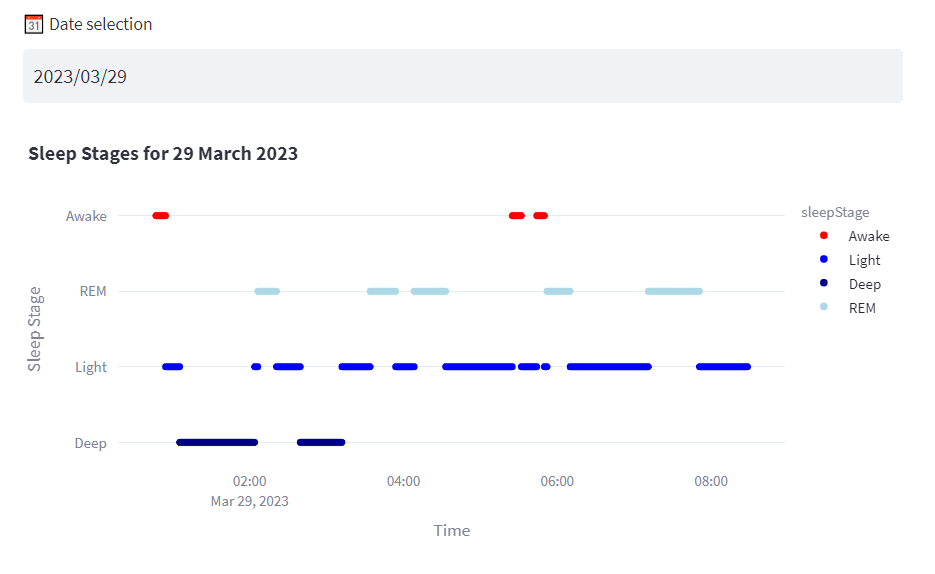 31 Date selection
2023/03/29
Sleep Stages for 29 March 2023
Awake
REM
Light
Deep
Sleep Stage
02:00
Mar 29, 2023
04:00
06:00
08:00
Time
sleepStage
Awake
Light
Deep
REM